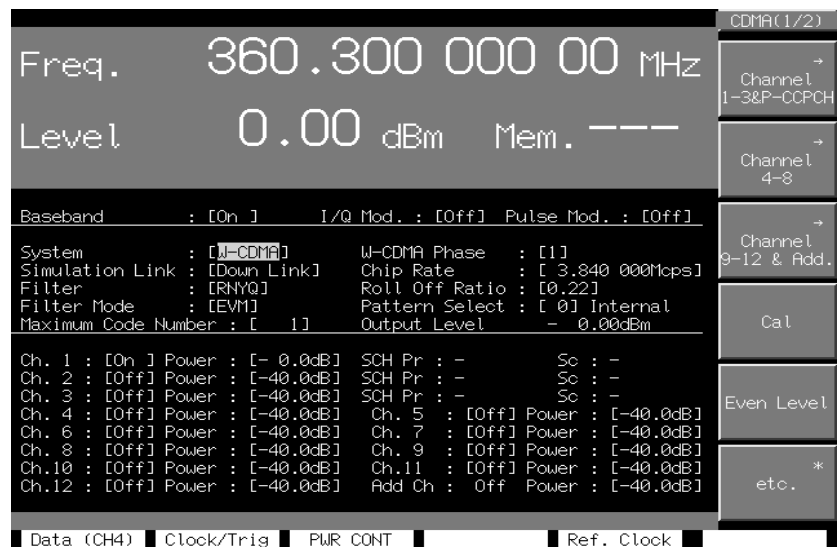 CDMA(1/2)
Freq. 360.300 000 00 MHz
Level 0.00 dBm Mem. ---
→
Channel
1-3&P-CCPCH
→
Channel
4-8
→
Channel
9-12 & Add.
Cal
Even Level
*
etc.
Baseband : [On ] I/Q Mod. : [Off] Pulse Mod. : [Off]
System : [W-CDMA] W-CDMA Phase : [1]
Simulation Link : [Down Link] Chip Rate : [ 3.840 000Mcps]
Filter : [RNYQ] Roll Off Ratio : [0.22]
Filter Mode : [EVM] Pattern Select : [ 0] Internal
Maximum Code Number : [ 1] Output Level - 0.00dBm
Ch. 1 : [On ] Power : [- 0.0dB] SCH Pr : - Sc : -
Ch. 2 : [Off] Power : [-40.0dB] SCH Pr : - Sc : -
Ch. 3 : [Off] Power : [-40.0dB] SCH Pr : - Sc : -
Ch. 4 : [Off] Power : [-40.0dB] Ch. 5 : [Off] Power : [-40.0dB]
Ch. 6 : [Off] Power : [-40.0dB] Ch. 7 : [Off] Power : [-40.0dB]
Ch. 8 : [Off] Power : [-40.0dB] Ch. 9 : [Off] Power : [-40.0dB]
Ch.10 : [Off] Power : [-40.0dB] Ch.11 : [Off] Power : [-40.0dB]
Ch.12 : [Off] Power : [-40.0dB] Add Ch : Off Power : [-40.0dB]
Data (CH4) Clock/Trig PWR CONT Ref. Clock